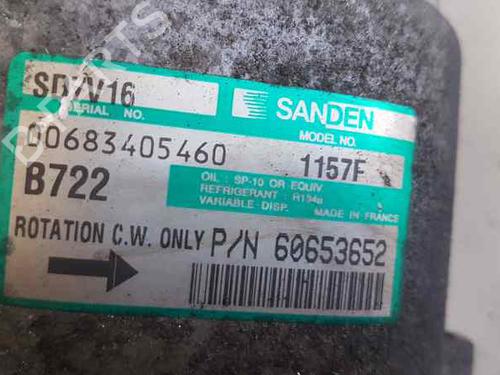 SD7V16
SANDEN
SERIAL NO.
MODEL NO.
00683405460
1157F
B722
OIL : SP-10 OR EQUIV
REFRIGERANT : R134a
VARIABLE DISP.
MADE IN FRANCE
ROTATION C.W. ONLY P/N 60653652